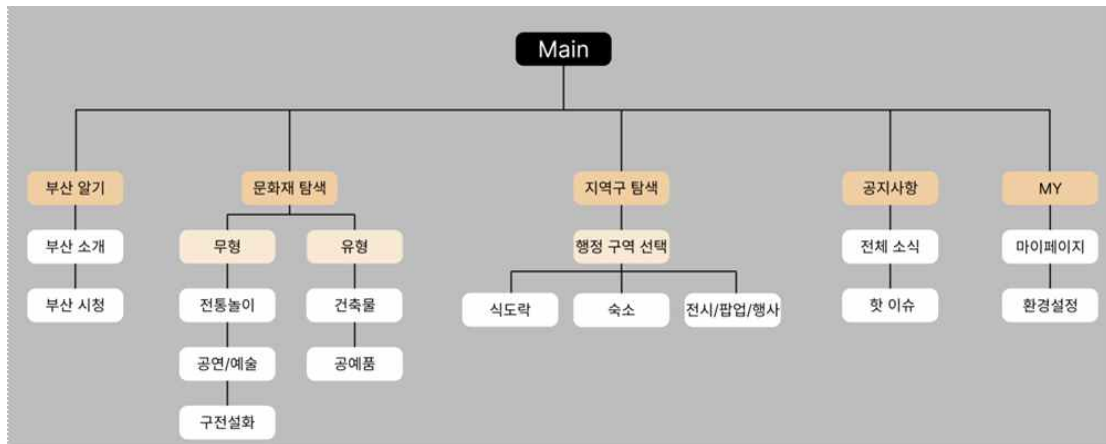 Main
부산 알기
문화재 탐색
지역구 탐색
공지사항
MY
부산 소개
무형
유형
행정 구역 선택
전체 소식
마이페이지
부산 시청
전통놀이
건축물
식도락
숙소
전시/팝업/행사
핫 이슈
환경설정
공연/예술
공예품
구전설화